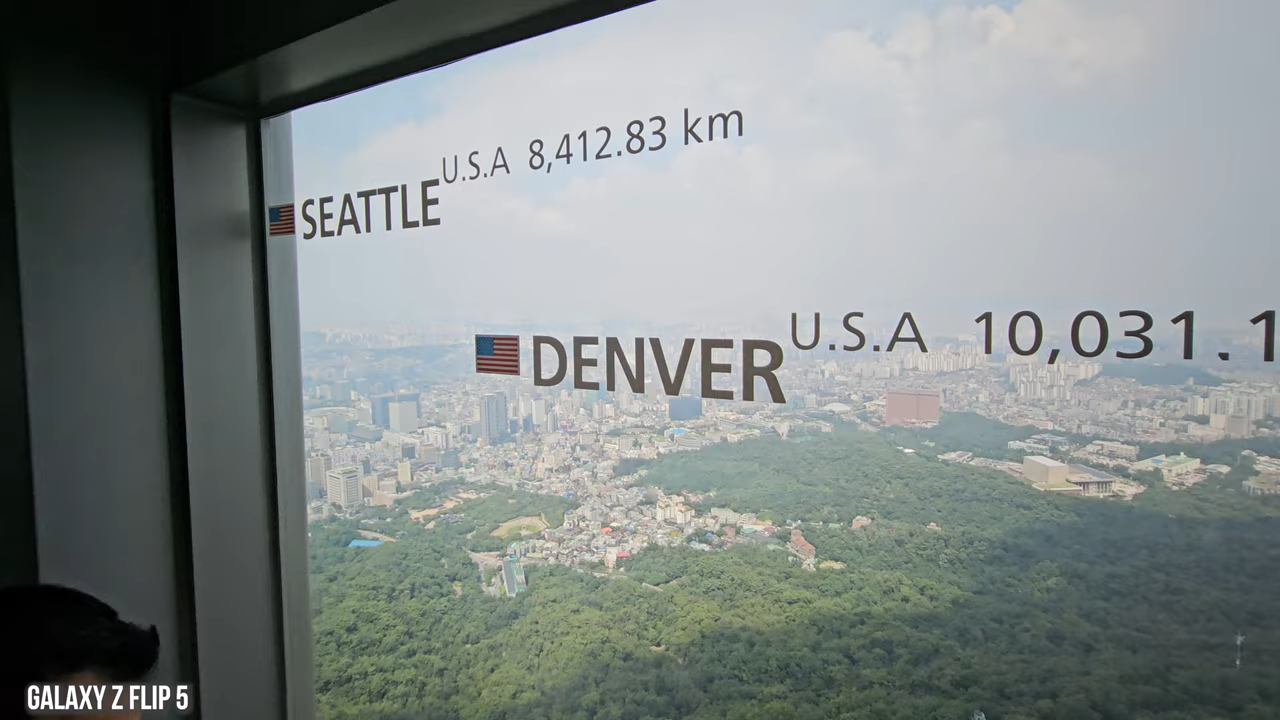 SEATTLE U.S.A 8,412.83 km
DENVER U.S.A 10,031.1
GALAXY Z FLIP 5